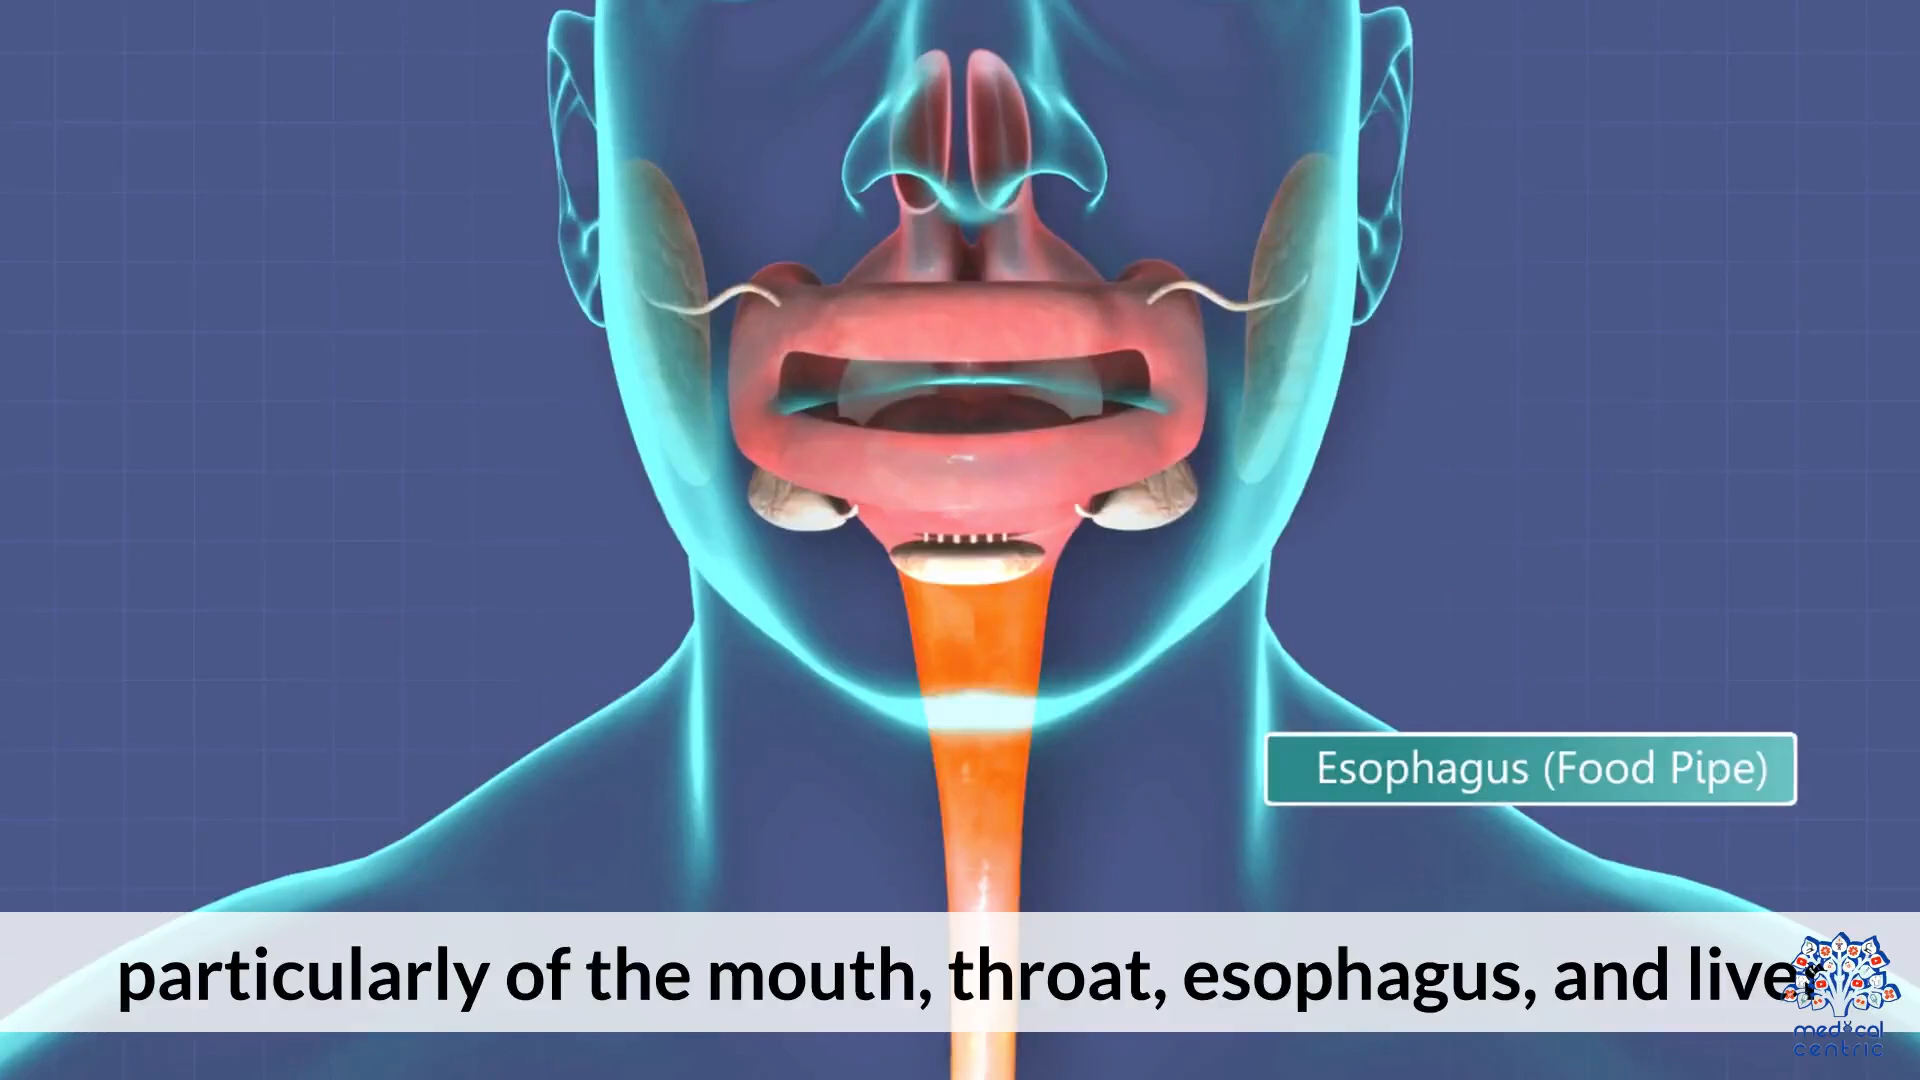 Esophagus (Food Pipe)
particularly of the mouth, throat, esophagus, and liver
medical
centric